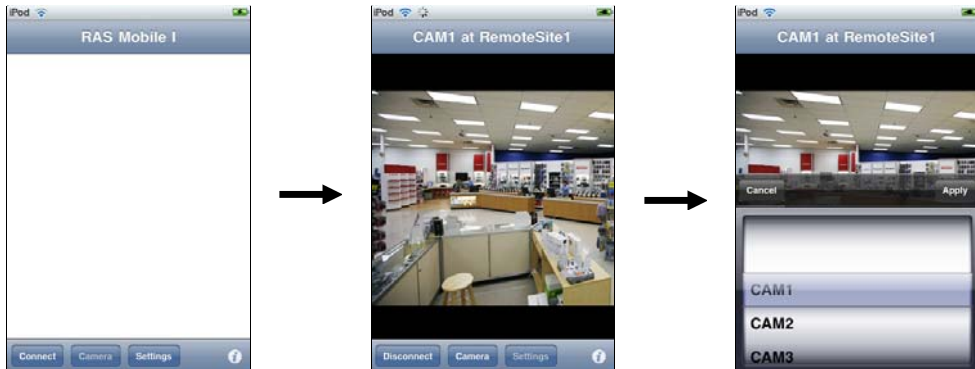 iPod
RAS Mobile I
Connect Camera Settings
iPod
CAM1 at RemoteSite1
Disconnect Camera Settings
iPod
CAM1 at RemoteSite1
Cancel Apply
CAM1
CAM2
CAM3